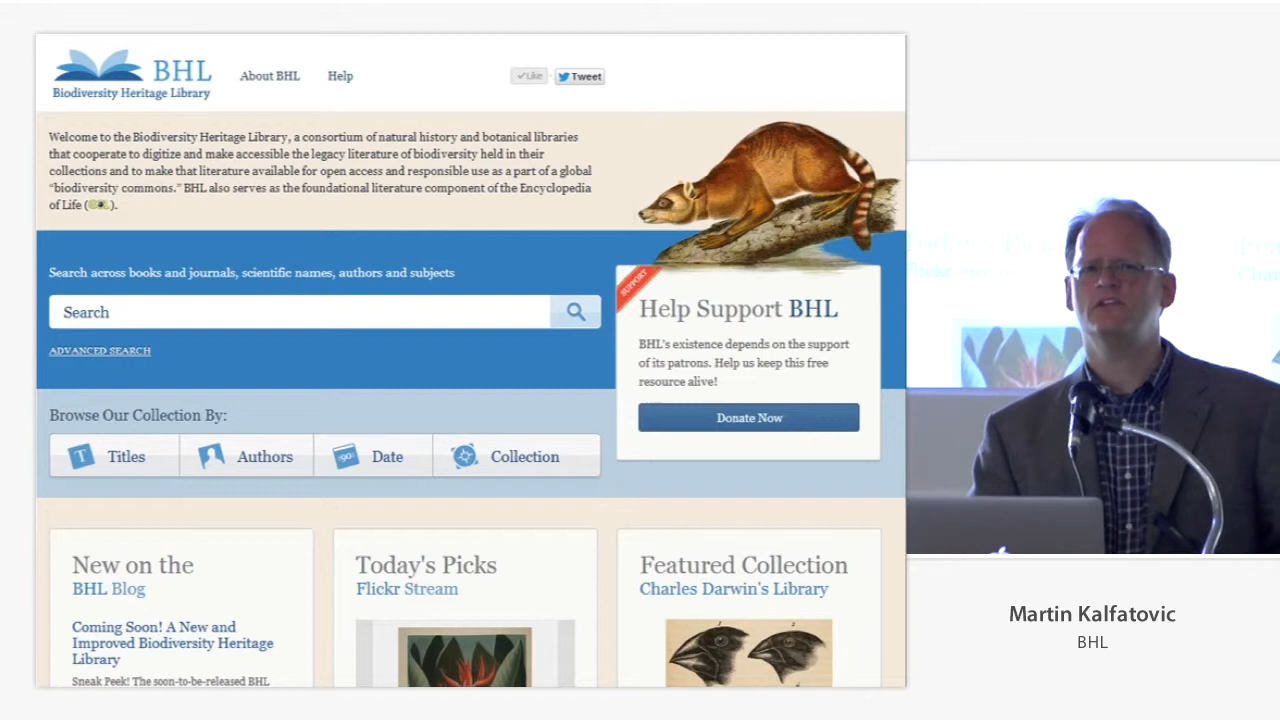 BHL
Biodiversity Heritage Library
About BHL
Help
Like
Tweet
Welcome to the Biodiversity Heritage Library, a consortium of natural history and botanical libraries
that cooperate to digitize and make accessible the legacy literature of biodiversity held in their
collections and to make that literature available for open access and responsible use as a part of a global
“biodiversity commons.” BHL also serves as the foundational literature component of the Encyclopedia
of Life ( ).
Search across books and journals, scientific names, authors and subjects
Search
ADVANCED SEARCH
SUPPORT
Help Support BHL
BHL's existence depends on the support
of its patrons. Help us keep this free
resource alive!
Donate Now
Browse Our Collection By:
T
Titles
Authors
Date
Collection
New on the
BHL Blog
Coming Soon! A New and
Improved Biodiversity Heritage
Library
Sneak Peek! The soon-to-be-released BHL
Today's Picks
Flickr Stream
Featured Collection
Charles Darwin's Library
Today's
Martin Kalfatovic
BHL